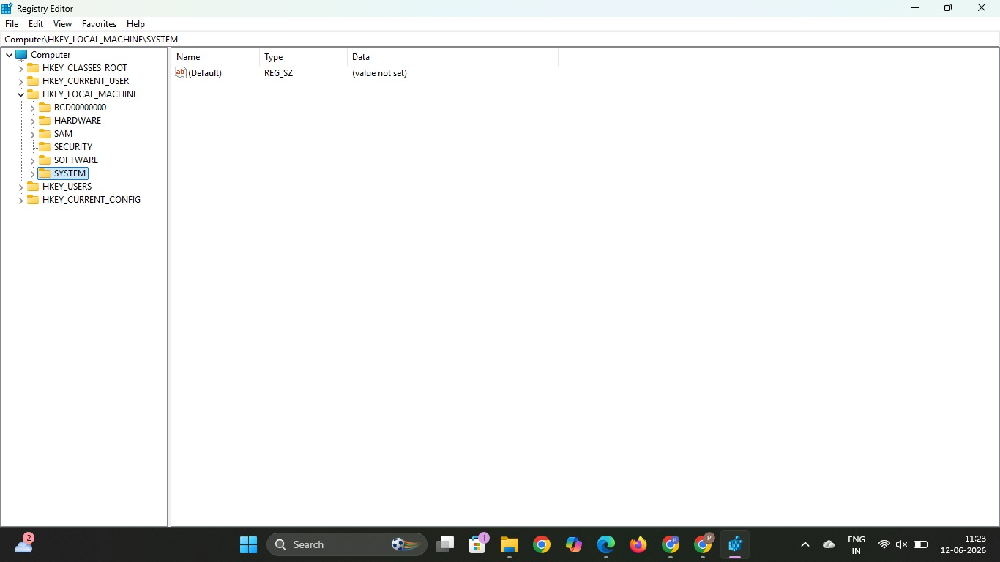 Registry Editor
File Edit View Favorites Help
Computer\HKEY_LOCAL_MACHINE\SYSTEM
Computer
HKEY_CLASSES_ROOT
HKEY_CURRENT_USER
HKEY_LOCAL_MACHINE
BCD00000000
HARDWARE
SAM
SECURITY
SOFTWARE
SYSTEM
HKEY_USERS
HKEY_CURRENT_CONFIG
Name Type Data
ab (Default) REG_SZ (value not set)
2
Search
1
P
P
ENG
IN
11:23
12-06-2026